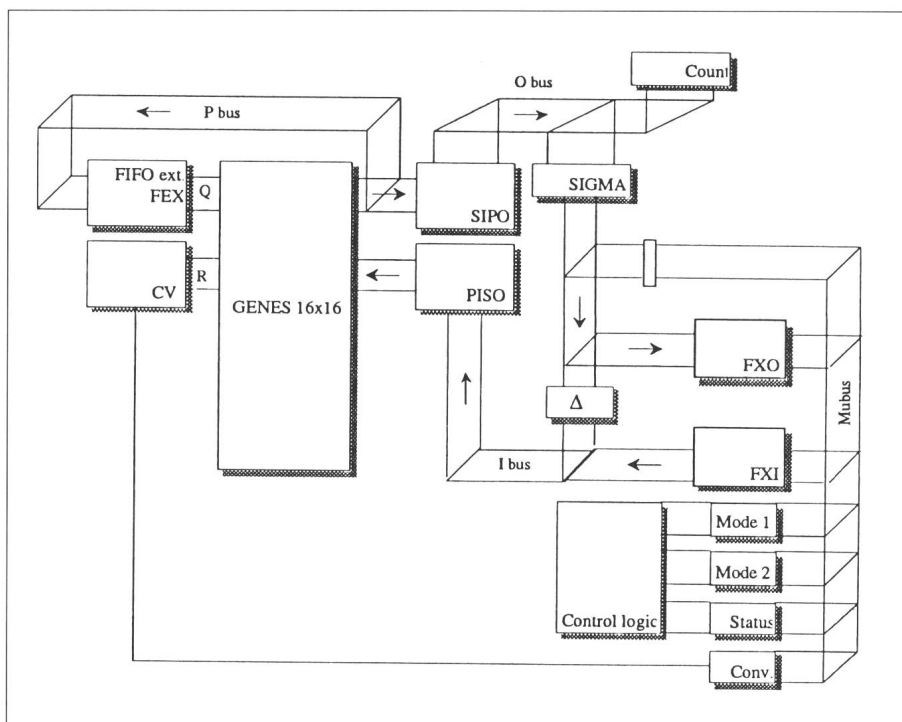 Count
O bus
P bus
FIFO ext.
FEX
Q
SIPO
SIGMA
CV
R
GENES 16x16
PISO
FXO
Mubus
Δ
I bus
FXI
Mode 1
Mode 2
Control logic
Status
Conv.